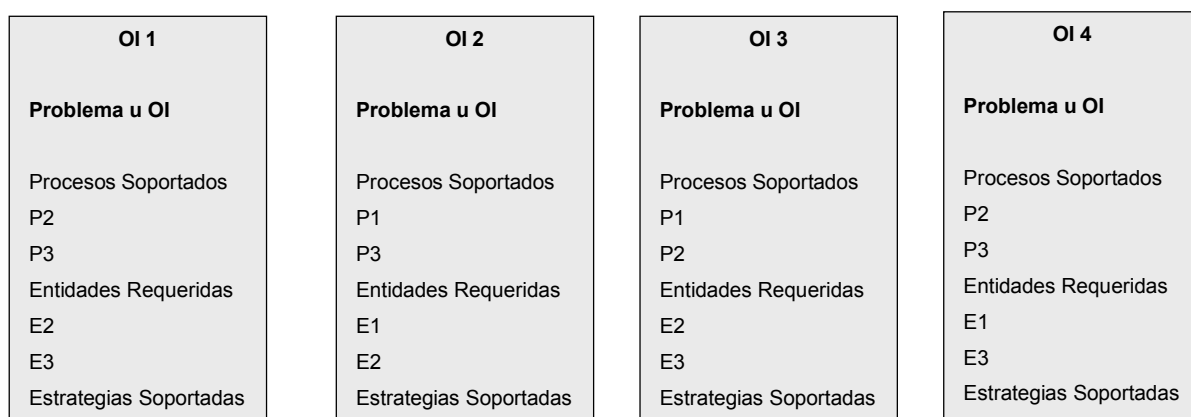 OI 1
Problema u OI
Procesos Soportados
P2
P3
Entidades Requeridas
E2
E3
Estrategias Soportadas
OI 2
Problema u OI
Procesos Soportados
P1
P3
Entidades Requeridas
E1
E2
Estrategias Soportadas
OI 3
Problema u OI
Procesos Soportados
P1
P2
Entidades Requeridas
E2
E3
Estrategias Soportadas
OI 4
Problema u OI
Procesos Soportados
P2
P3
Entidades Requeridas
E1
E3
Estrategias Soportadas